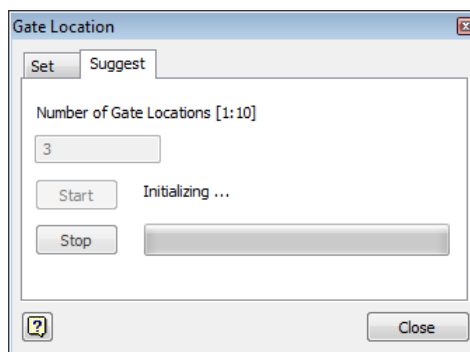 Gate Location
Set Suggest
Number of Gate Locations [1:10]
3
Start Initializing ...
Stop
? Close